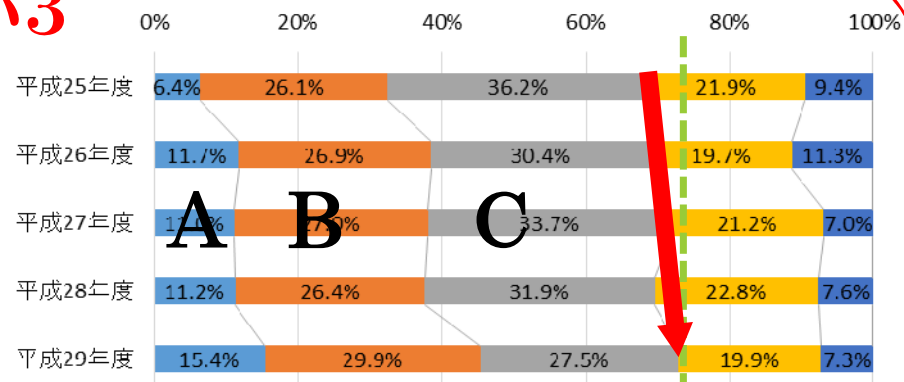 3
0% 20% 40% 60% 80% 100%
平成25年度 6.4% 26.1% 36.2% 21.9% 9.4%
平成26年度 11.7% 26.9% 30.4% 19.7% 11.3%
平成27年度 A B C 33.7% 21.2% 7.0%
平成28年度 11.2% 26.4% 31.9% 22.8% 7.6%
平成29年度 15.4% 29.9% 27.5% 19.9% 7.3%